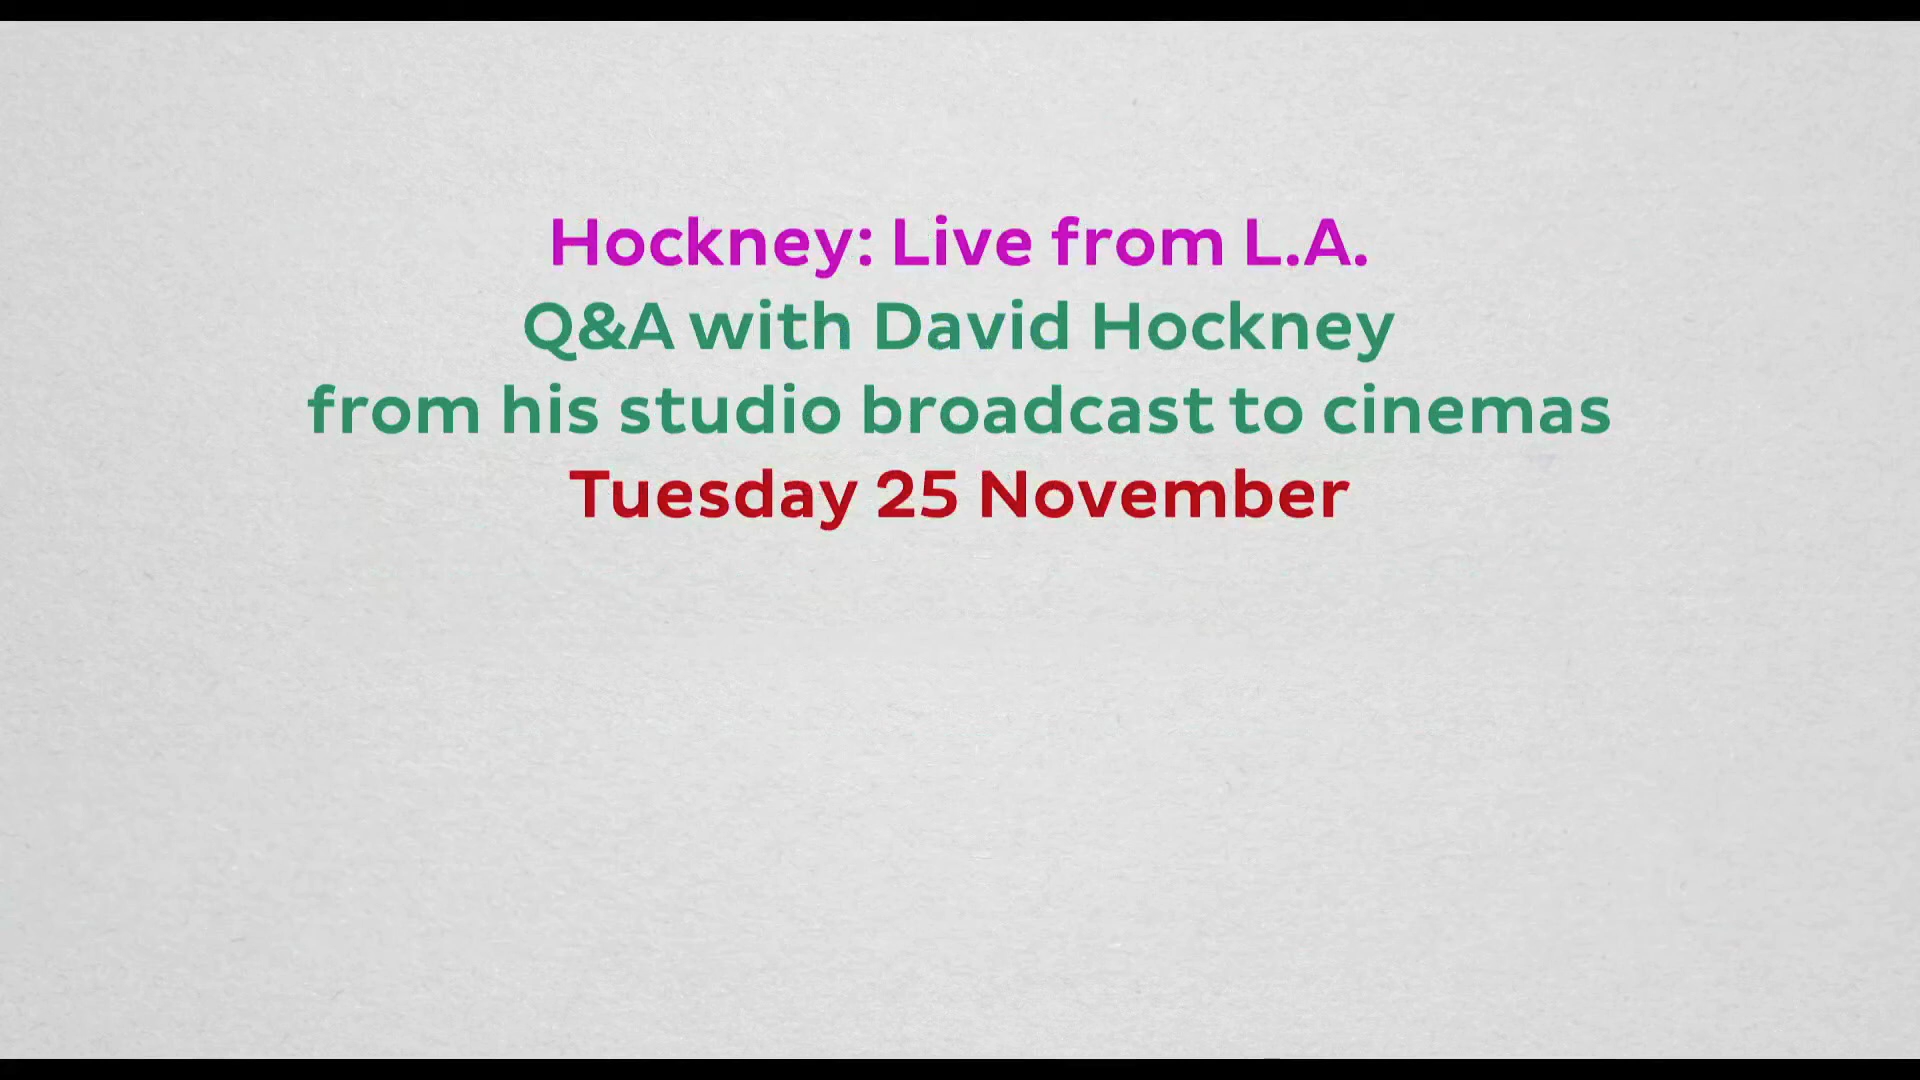 Hockney: Live from L.A.
Q&A with David Hockney
from his studio broadcast to cinemas
Tuesday 25 November